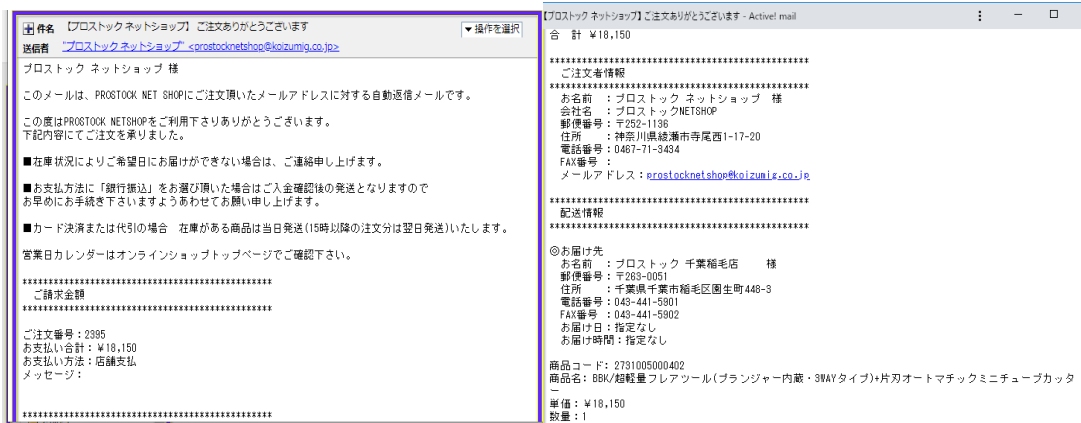 件名 【プロストック ネットショップ】 ご注文ありがとうございます
▼操作を選択
送信者 "プロストック ネットショップ" <prostocknetshop@koizumig.co.jp>
プロストック ネットショップ 様
このメールは、PROSTOCK NET SHOPにご注文頂いたメールアドレスに対する自動返信メールです。
この度はPROSTOCK NETSHOPをご利用下さりありがとうございます。
下記内容にてご注文を承りました。
■在庫状況によりご希望日にお届けができない場合は、ご連絡申し上げます。
■お支払方法に「銀行振込」をお選び頂いた場合はご入金確認後の発送となりますので
お早めにお手続き下さいますようあわせてお願い申し上げます。
■カード決済または代引の場合 在庫がある商品は当日発送(15時以降の注文分は翌日発送)いたします。
営業日カレンダーはオンラインショップトップページでご確認下さい。
************************************************
ご請求金額
************************************************
ご注文番号：2395
お支払い合計：¥18,150
お支払い方法：店舗支払
メッセージ：
************************************************
【プロストック ネットショップ】ご注文ありがとうございます - Active! mail
合 計 ¥18,150
**************************************************
ご注文者情報
**************************************************
お名前 ：プロストック ネットショップ 様
会社名 ：プロストックNETSHOP
郵便番号：〒252-1136
住所 ：神奈川県綾瀬市寺尾西1-17-20
電話番号：0467-71-3434
FAX番号 ：
メールアドレス：prostocknetshop@koizumig.co.jp
**************************************************
配送情報
**************************************************
◎お届け先
お名前 ：プロストック 千葉稲毛店 様
郵便番号：〒263-0051
住所 ：千葉県千葉市稲毛区園生町448-3
電話番号：043-441-5901
FAX番号 ：043-441-5902
お届け日：指定なし
お届け時間：指定なし
商品コード: 2731005000402
商品名: BBK/超軽量フレアツール(プランジャー内蔵・3WAYタイプ)+片刃オートマチックミニチューブカッタ
ー
単価：¥18,150
数量：1